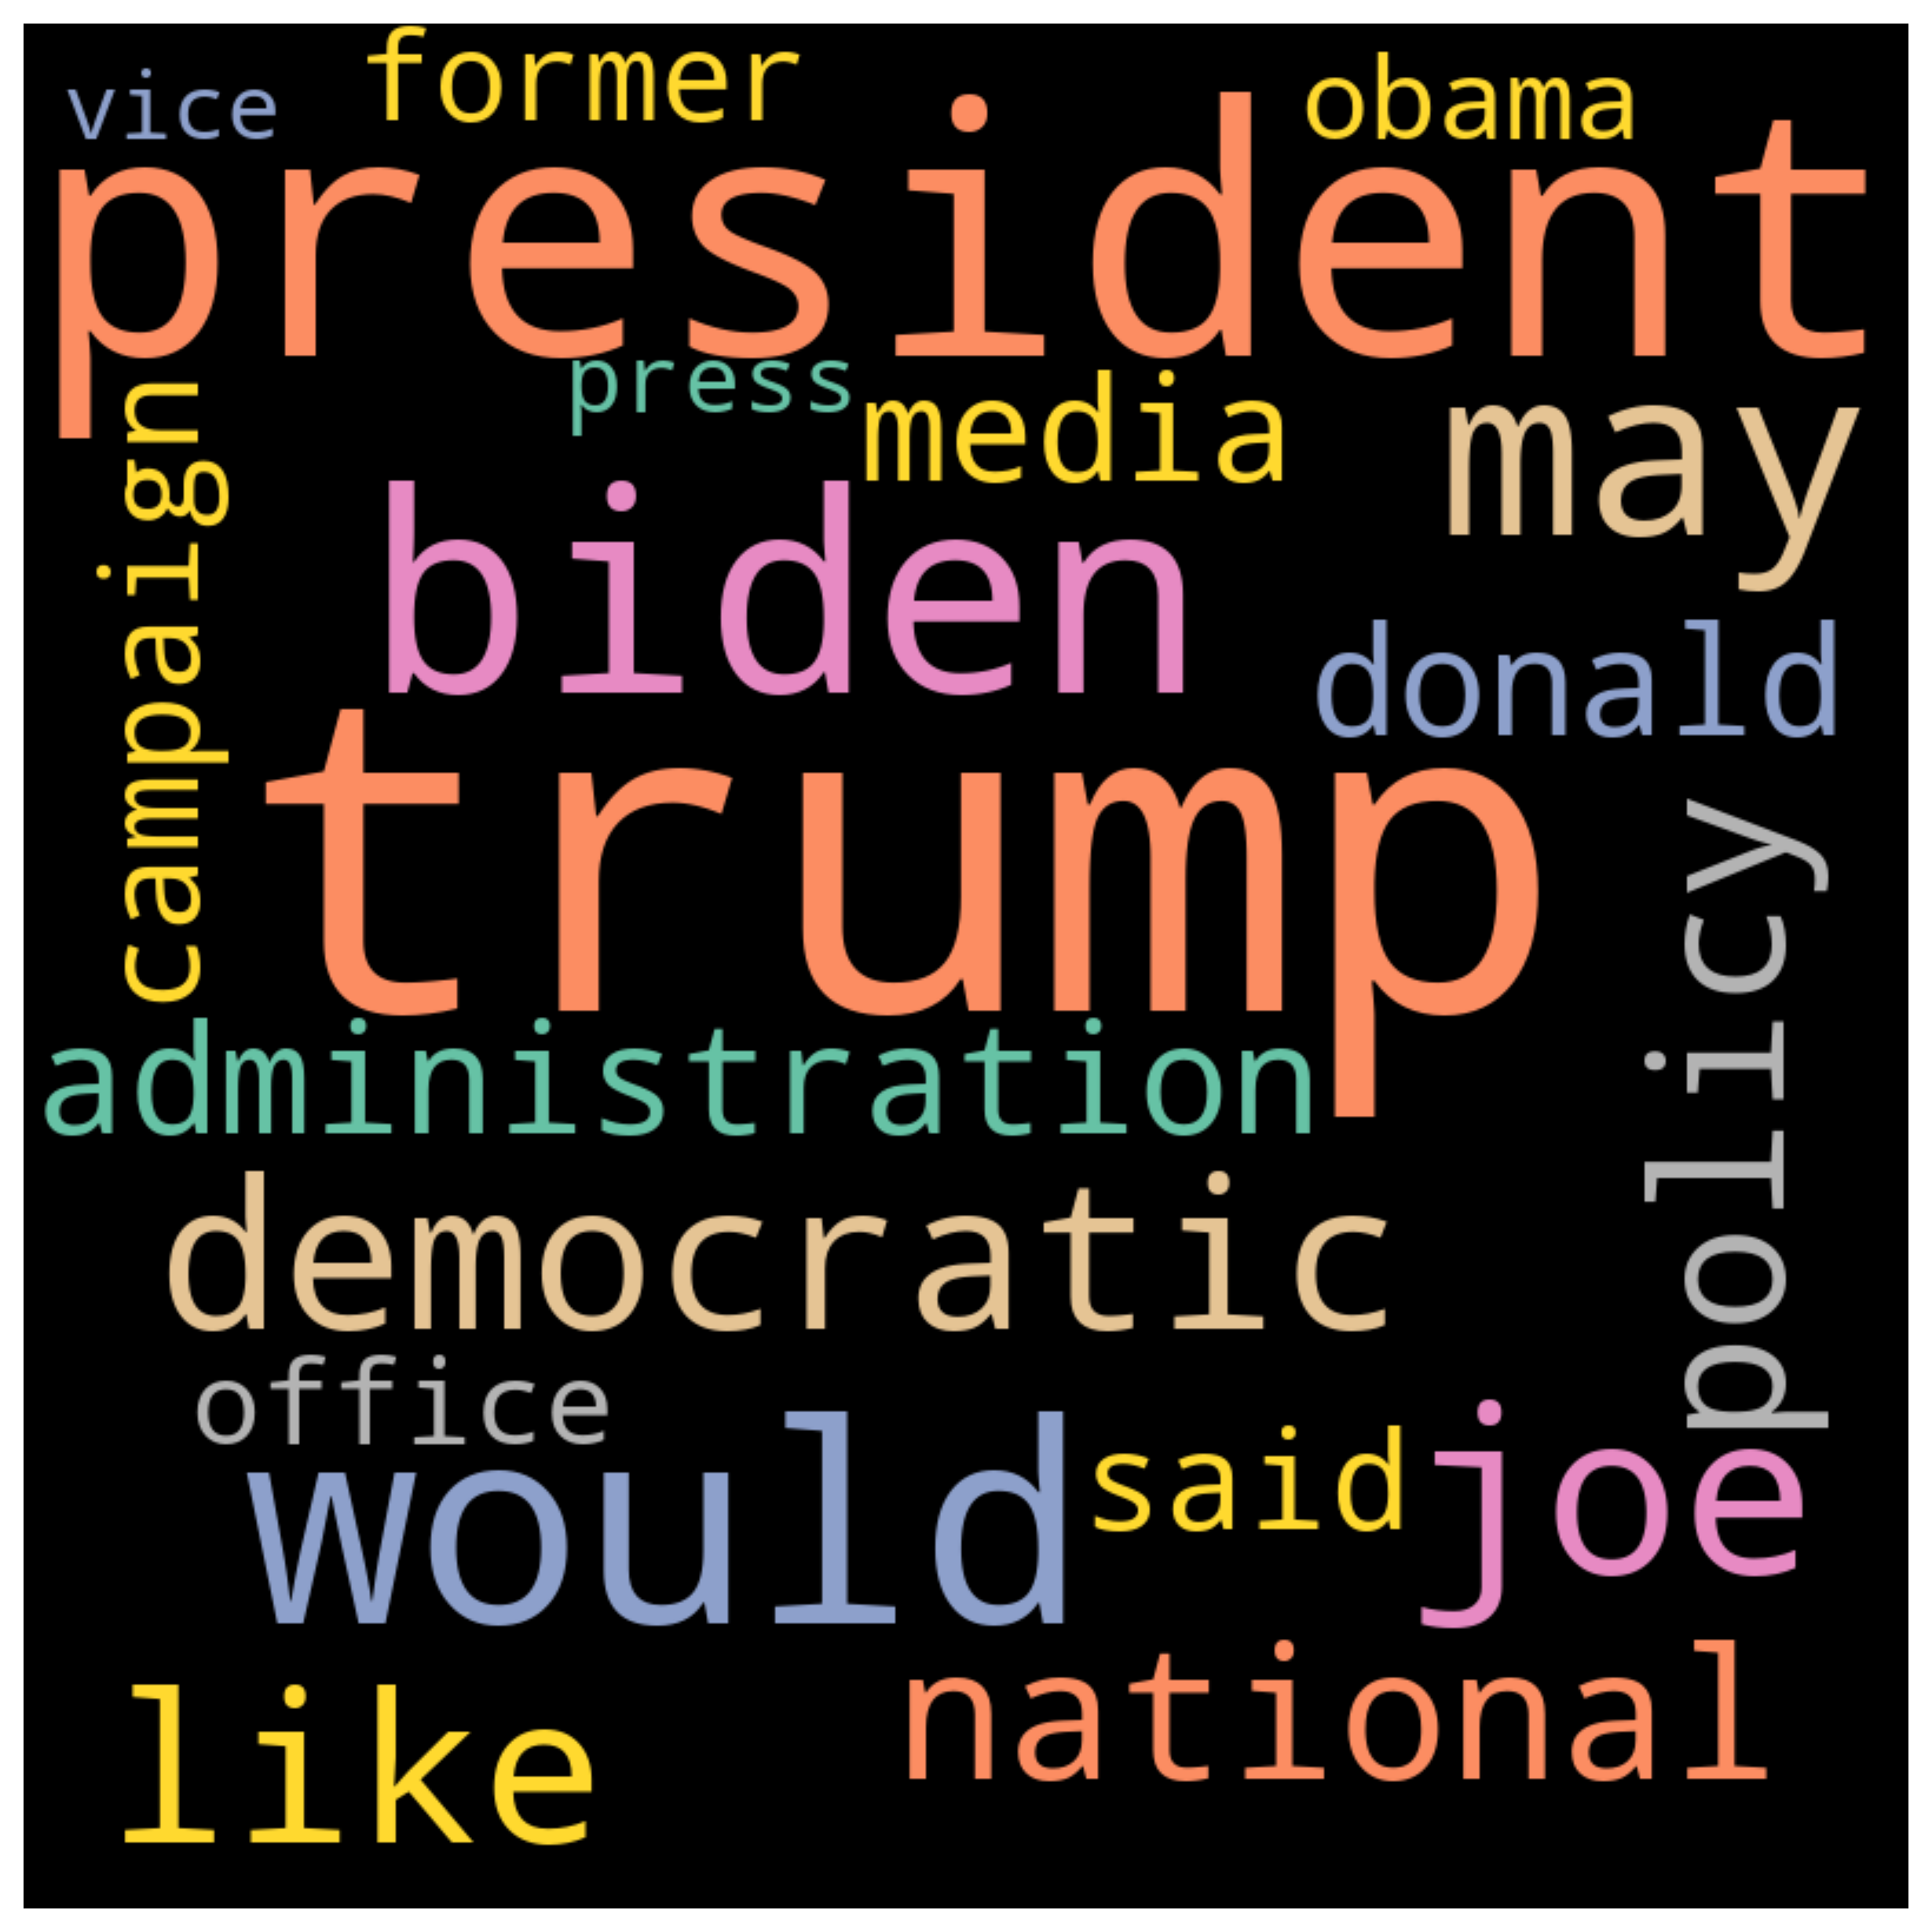 former
vice
obama
president
press
media
may
campaign
biden
donald
trump
policy
administration
democratic
office
would
said
joe
national
like